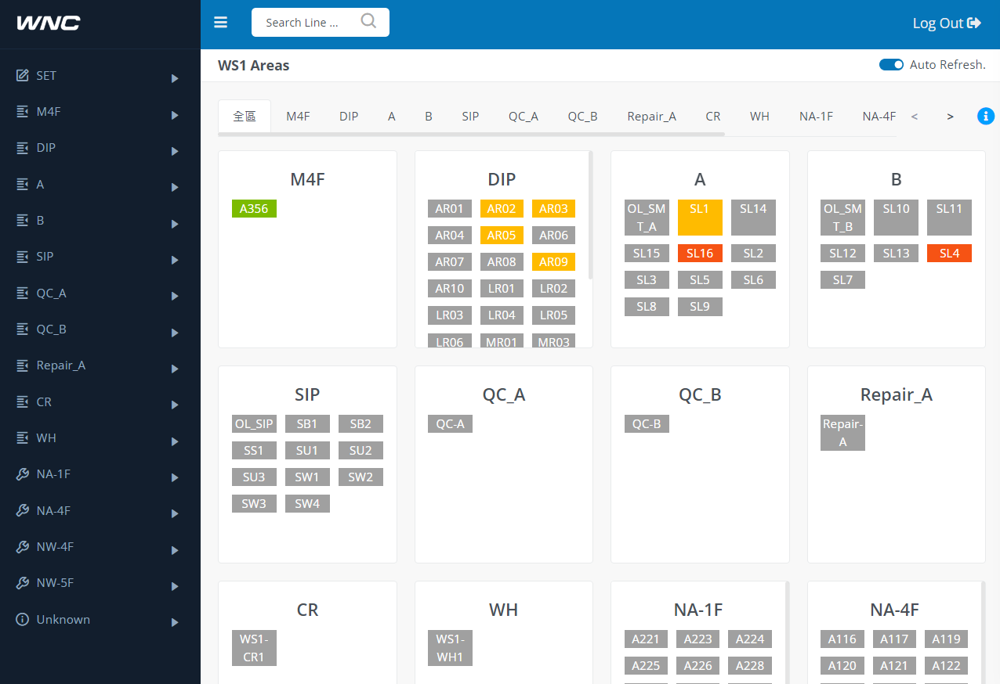 WNC
Search Line ...
Log Out
SET
M4F
DIP
A
B
SIP
QC_A
QC_B
Repair_A
CR
WH
NA-1F
NA-4F
NW-4F
NW-5F
Unknown
WS1 Areas
Auto Refresh.
全區 M4F DIP A B SIP QC_A QC_B Repair_A CR WH NA-1F NA-4F < >
M4F
A356
DIP
AR01 AR02 AR03
AR04 AR05 AR06
AR07 AR08 AR09
AR10 LR01 LR02
LR03 LR04 LR05
LR06 MR01 MR03
A
OL_SM
T_A
SL1 SL14
SL15 SL16 SL2
SL3 SL5 SL6
SL8 SL9
B
OL_SM
T_B
SL10 SL11
SL12 SL13 SL4
SL7
SIP
OL_SIP SB1 SB2
SS1 SU1 SU2
SU3 SW1 SW2
SW3 SW4
QC_A
QC-A
QC_B
QC-B
Repair_A
Repair-
A
CR
WS1-
CR1
WH
WS1-
WH1
NA-1F
A221 A223 A224
A225 A226 A228
NA-4F
A116 A117 A119
A120 A121 A122